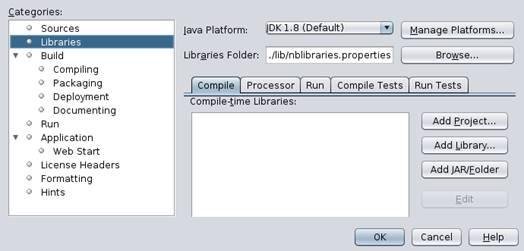 Categories:
Sources
Libraries
Build
Compiling
Packaging
Deployment
Documenting
Run
Application
Web Start
License Headers
Formatting
Hints
Java Platform: JDK 1.8 (Default) Manage Platforms...
Libraries Folder: ./lib/nblibraries.properties Browse...
Compile Processor Run Compile Tests Run Tests
Compile-time Libraries:
Add Project...
Add Library...
Add JAR/Folder
Edit
OK Cancel Help